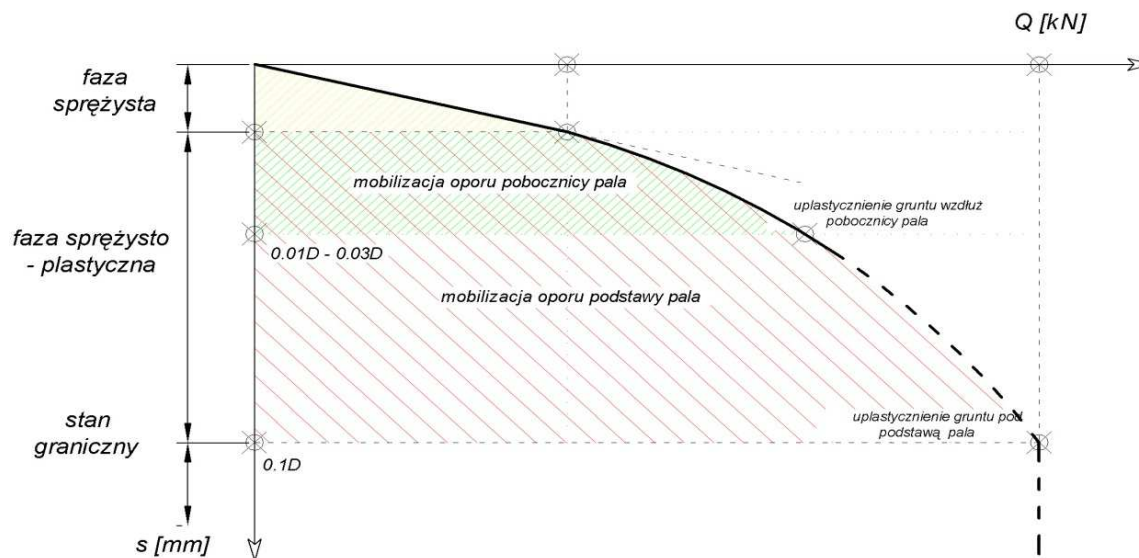 Q [kN]
faza
sprężysta
mobilizacja oporu pobocznicy pala
uplastycznienie gruntu wzdłuż
pobocznicy pala
faza sprężysto
- plastyczna
0.01D - 0.03D
mobilizacja oporu podstawy pala
stan
graniczny
uplastycznienie gruntu pod
podstawą pala
0.1D
s [mm]